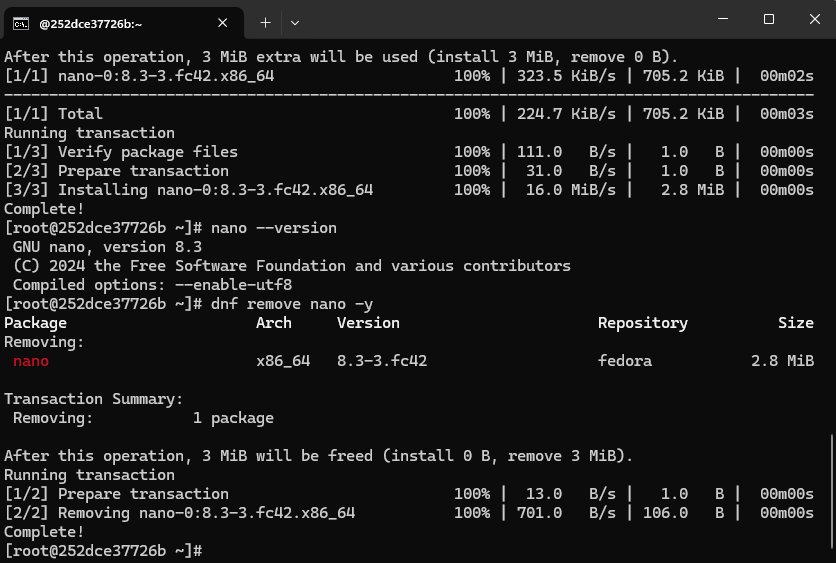 @252dce37726b:~
After this operation, 3 MiB extra will be used (install 3 MiB, remove 0 B).
[1/1] nano-0:8.3-3.fc42.x86_64                    100% | 323.5 KiB/s | 705.2 KiB |  00m02s
------------------------------------------------------------------------------------------
[1/1] Total                                       100% | 224.7 KiB/s | 705.2 KiB |  00m03s
Running transaction
[1/3] Verify package files                        100% | 111.0   B/s |   1.0   B |  00m00s
[2/3] Prepare transaction                         100% |  31.0   B/s |   1.0   B |  00m00s
[3/3] Installing nano-0:8.3-3.fc42.x86_64         100% |  16.0 MiB/s |   2.8 MiB |  00m00s
Complete!
[root@252dce37726b ~]# nano --version
 GNU nano, version 8.3
 (C) 2024 the Free Software Foundation and various contributors
 Compiled options: --enable-utf8
[root@252dce37726b ~]# dnf remove nano -y
Package                     Arch     Version                      Repository          Size
Removing:
 nano                       x86_64   8.3-3.fc42                   fedora           2.8 MiB

Transaction Summary:
 Removing:           1 package

After this operation, 3 MiB will be freed (install 0 B, remove 3 MiB).
Running transaction
[1/2] Prepare transaction                         100% |  13.0   B/s |   1.0   B |  00m00s
[2/2] Removing nano-0:8.3-3.fc42.x86_64           100% | 701.0   B/s | 106.0   B |  00m00s
Complete!
[root@252dce37726b ~]#